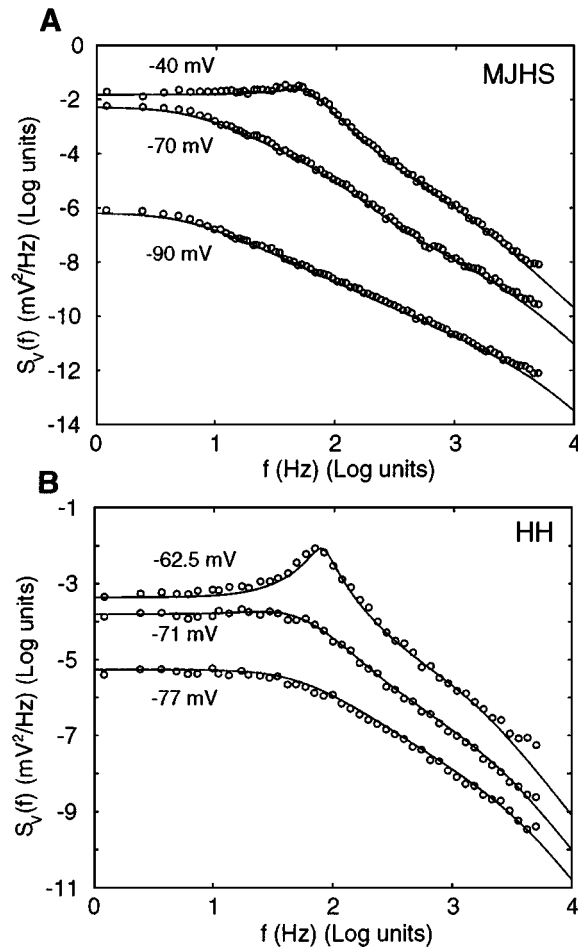 A
MJHS
0
-2
-4
-6
-8
-10
-12
-14
-40 mV
-70 mV
-90 mV
S_V(f) (mV²/Hz) (Log units)
0 1 2 3 4
f (Hz) (Log units)
B
HH
-1
-3
-5
-7
-9
-11
-62.5 mV
-71 mV
-77 mV
S_V(f) (mV²/Hz) (Log units)
0 1 2 3 4
f (Hz) (Log units)